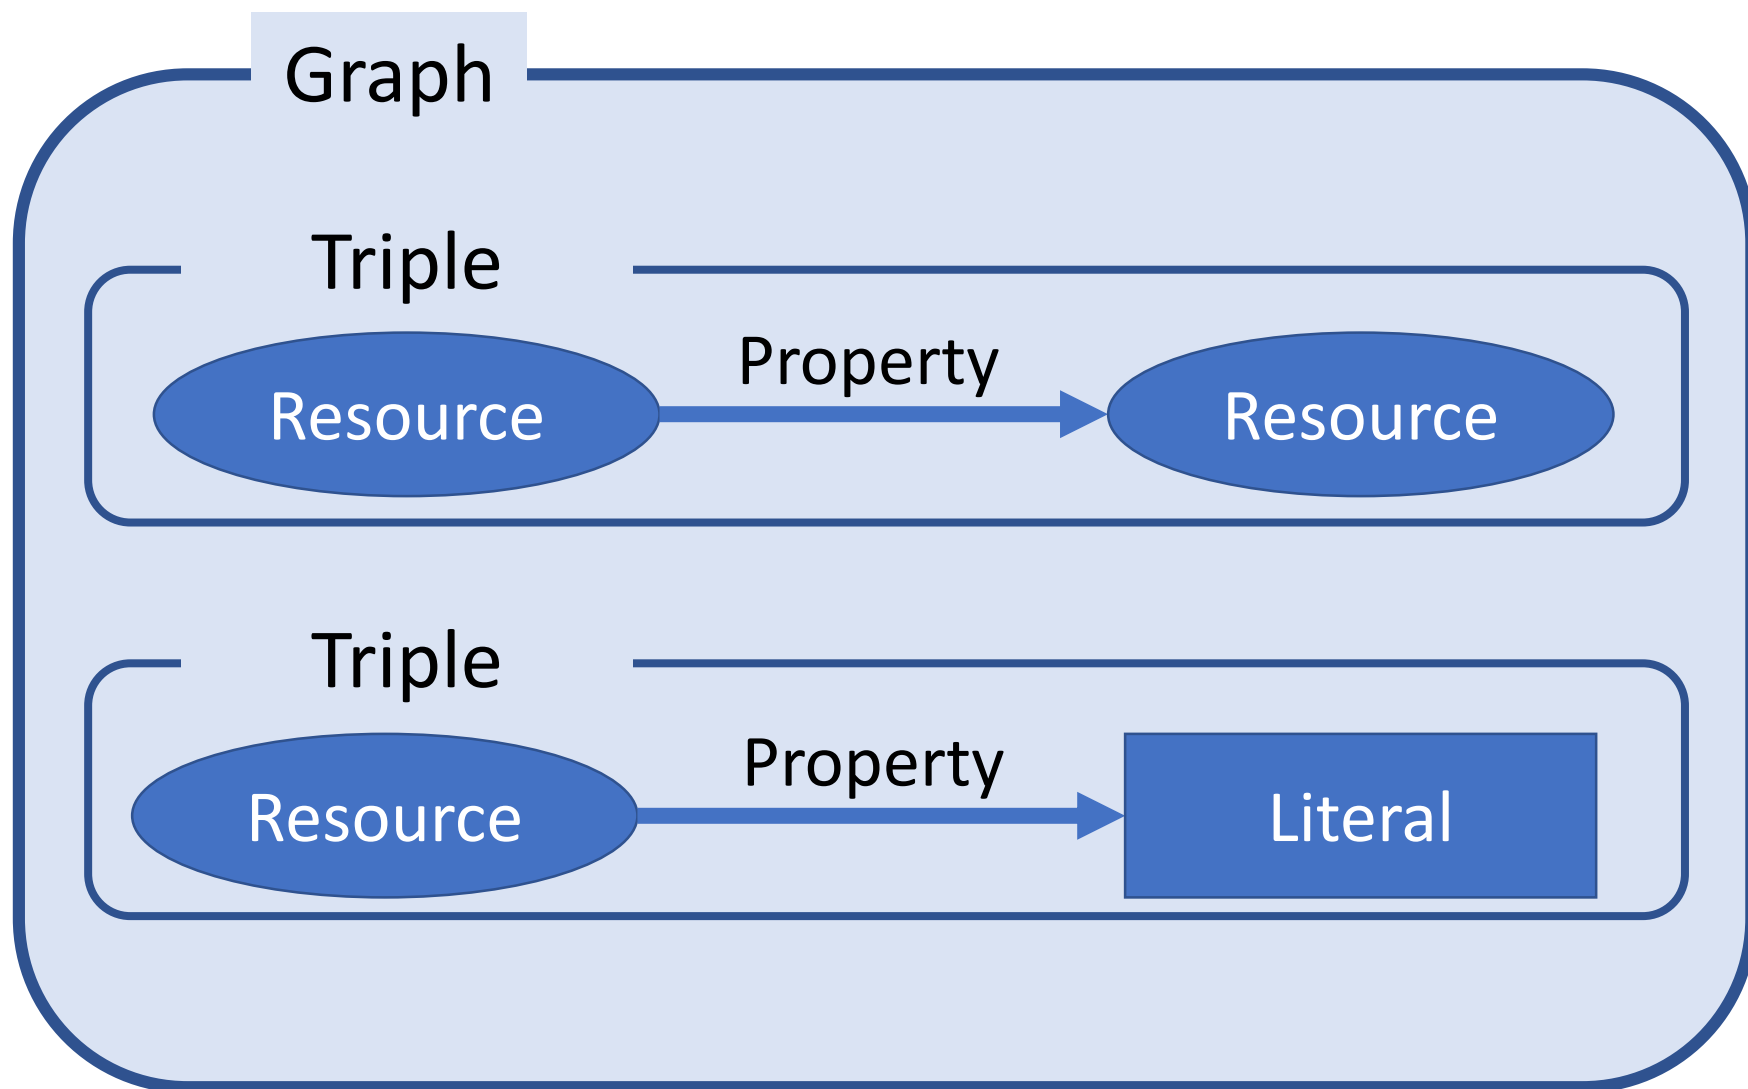 Graph
Triple
Property
Resource
Resource
Triple
Property
Resource
Literal